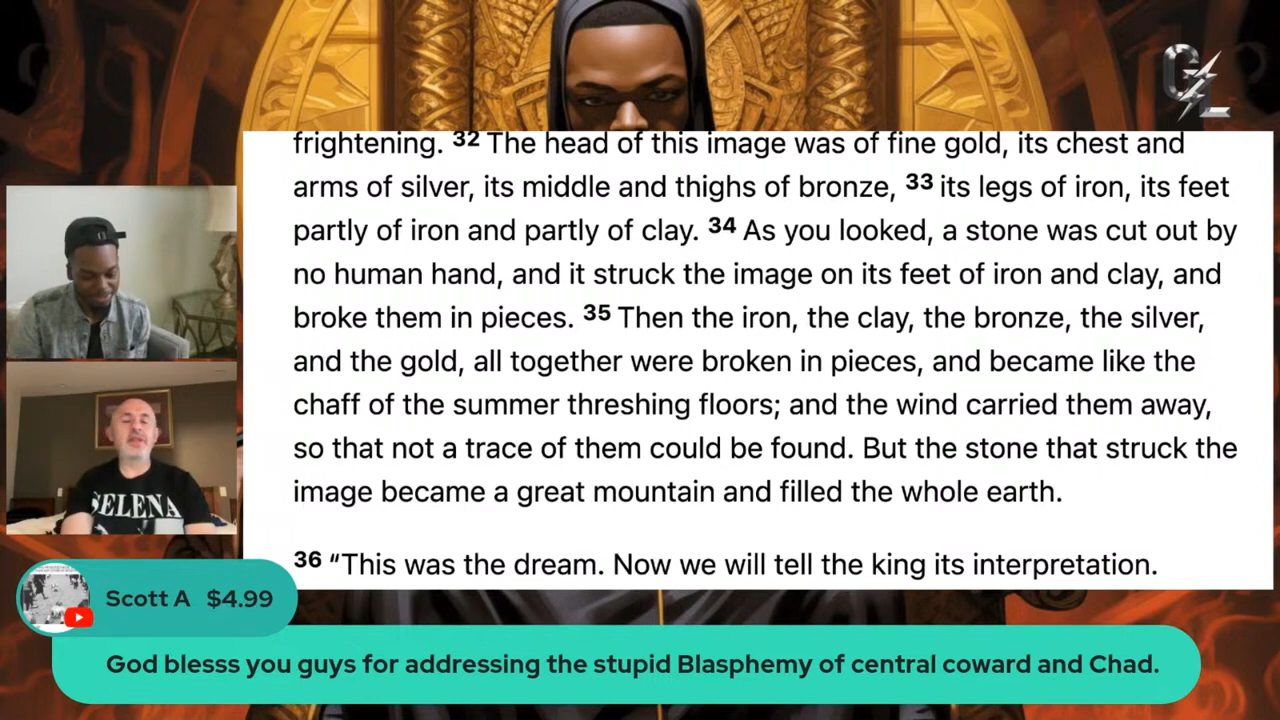 GL
frightening. 32 The head of this image was of fine gold, its chest and
arms of silver, its middle and thighs of bronze, 33 its legs of iron, its feet
partly of iron and partly of clay. 34 As you looked, a stone was cut out by
no human hand, and it struck the image on its feet of iron and clay, and
broke them in pieces. 35 Then the iron, the clay, the bronze, the silver,
and the gold, all together were broken in pieces, and became like the
chaff of the summer threshing floors; and the wind carried them away,
so that not a trace of them could be found. But the stone that struck the
image became a great mountain and filled the whole earth.
36 “This was the dream. Now we will tell the king its interpretation.
SELENA
Scott A $4.99
God blesss you guys for addressing the stupid Blasphemy of central coward and Chad.